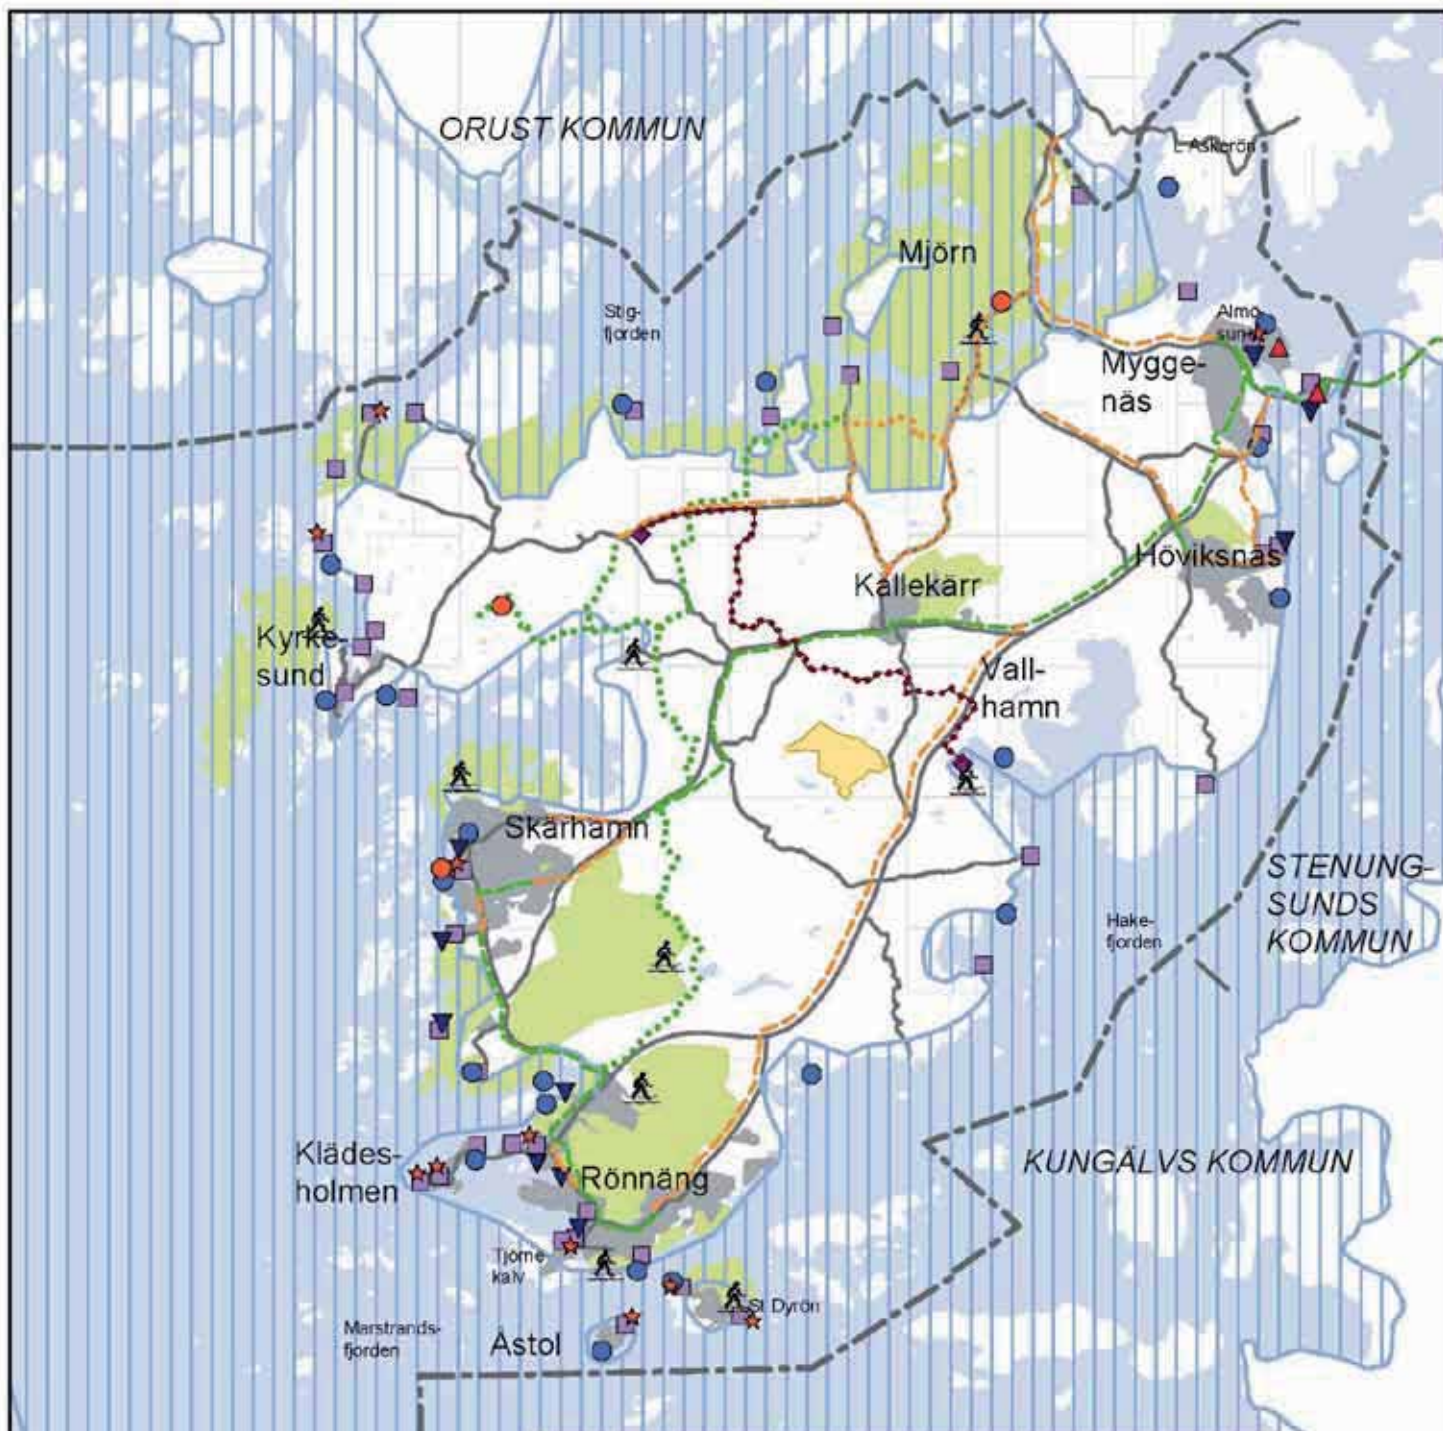 ORUST KOMMUN
L Askerön
Mjörn
Stig-
fjorden
Almö-
sund
Mygge-
näs
Höviksnäs
Kållekärr
Kyrke-
sund
Vall-
hamn
Skärhamn
STENUNG-
SUNDS
KOMMUN
Hake-
fjorden
Klädes-
holmen
Rönnäng
KUNGÄLVS KOMMUN
Tjörne
kalv
St Dyrön
Marstrands-
fjorden
Åstol